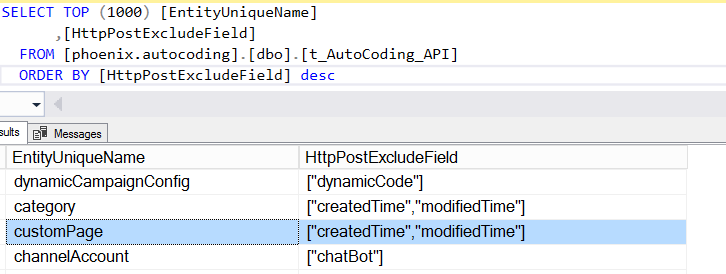 SELECT TOP (1000) [EntityUniqueName]
,[HttpPostExcludeField]
FROM [phoenix.autocoding].[dbo].[t_AutoCoding_API]
ORDER BY [HttpPostExcludeField] desc
sults Messages
EntityUniqueName HttpPostExcludeField
dynamicCampaignConfig ["dynamicCode"]
category ["createdTime","modifiedTime"]
customPage ["createdTime","modifiedTime"]
channelAccount ["chatBot"]